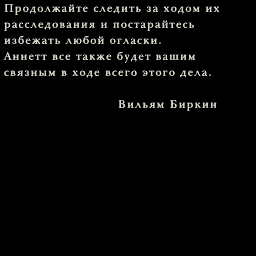 Продолжайте следить за ходом их
расследования и постарайтесь
избежать любой огласки.
Аннетт все также будет вашим
связным в ходе всего этого дела.
Вильям Биркин